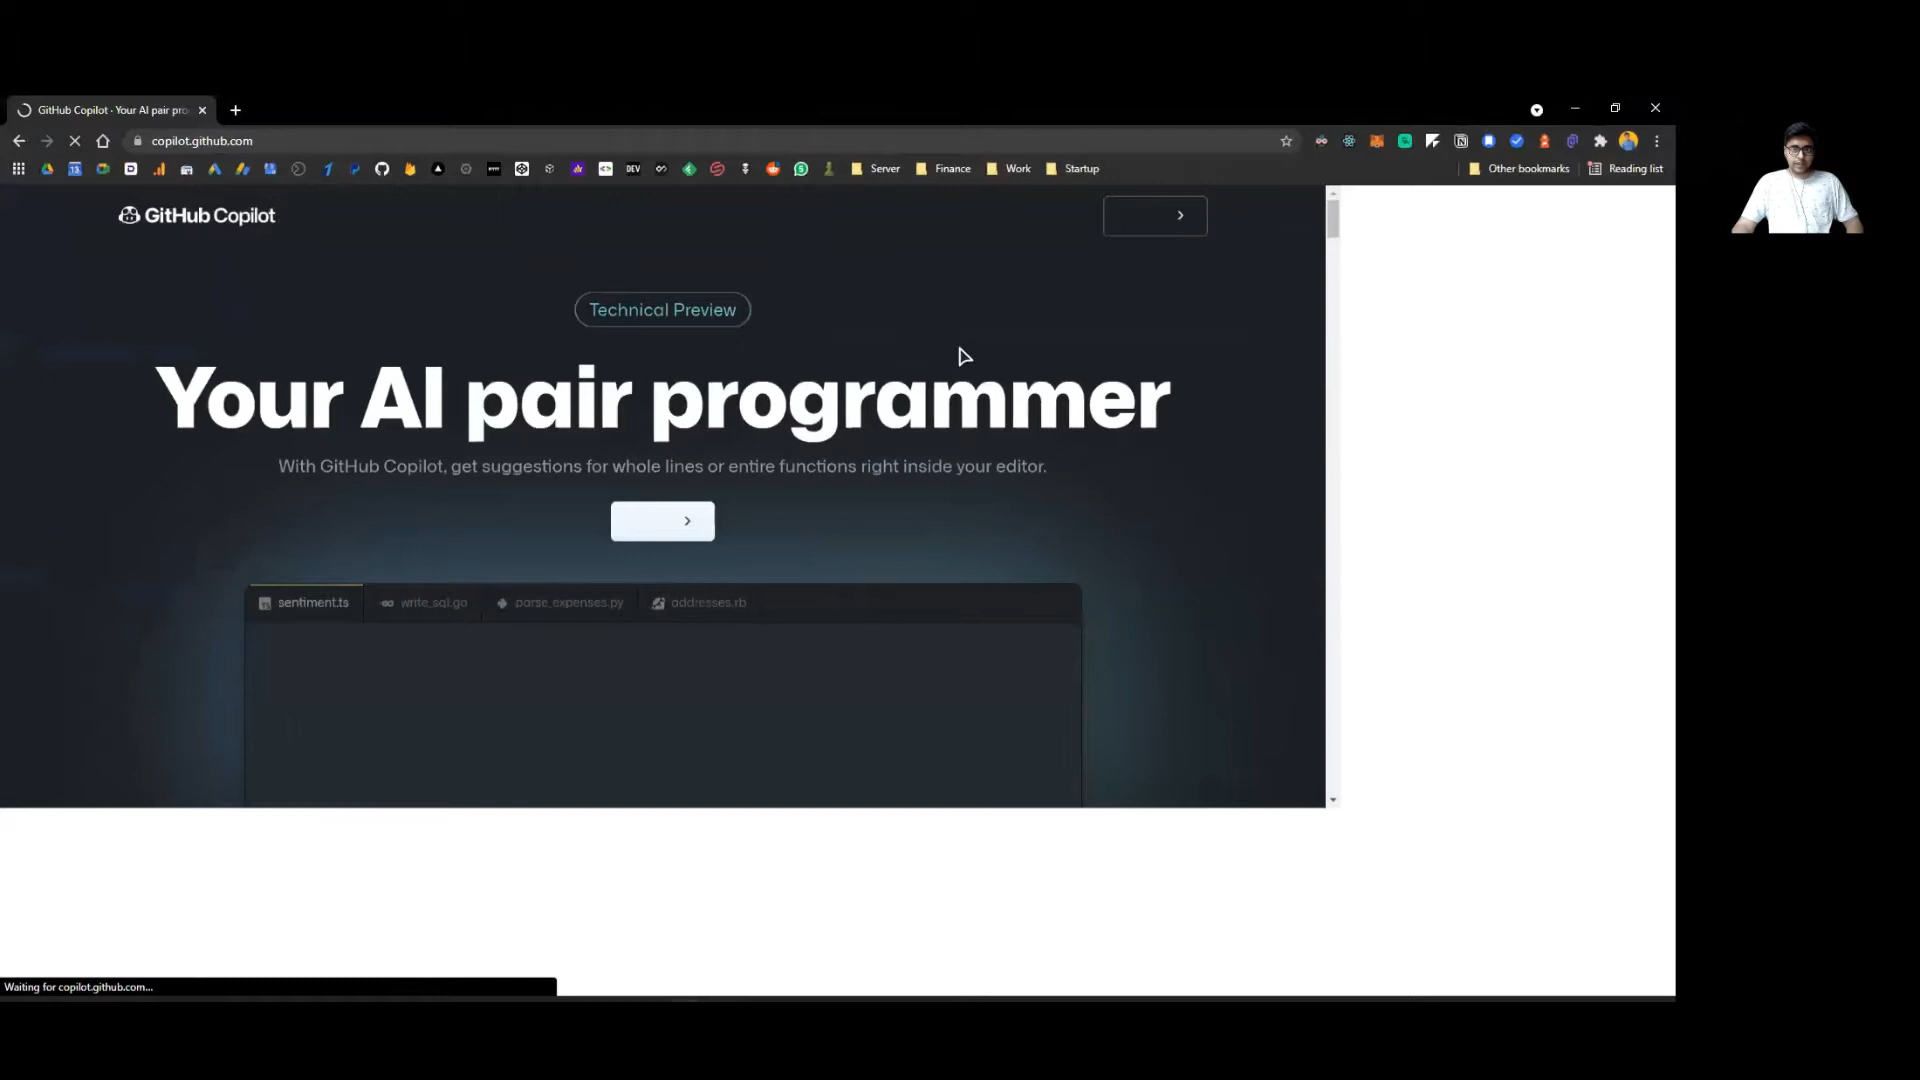 GitHub Copilot · Your AI pair pro
copilot.github.com
DEV
Server
Finance
Work
Startup
Other bookmarks
Reading list
GitHub Copilot
Technical Preview
Your AI pair programmer
With GitHub Copilot, get suggestions for whole lines or entire functions right inside your editor.
sentiment.ts
write_sql.go
parse_expenses.py
addresses.rb
Waiting for copilot.github.com...